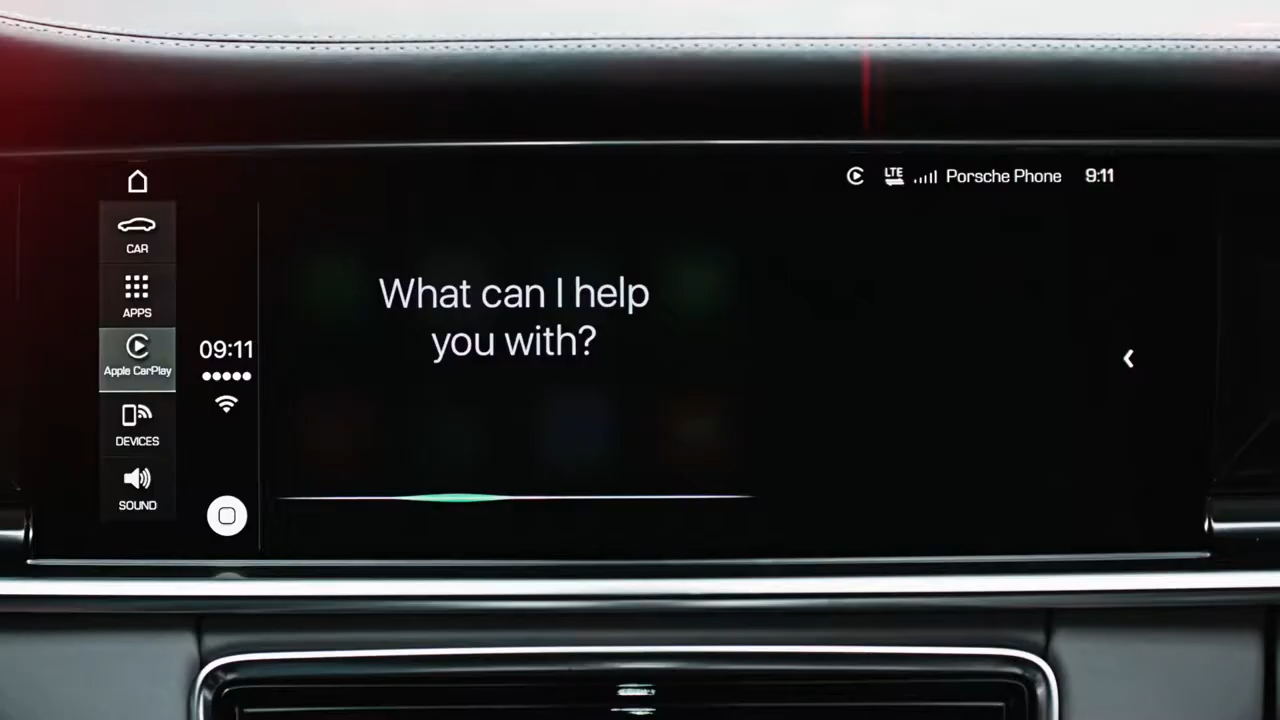 LTE Porsche Phone 9:11
CAR
APPS
Apple CarPlay
DEVICES
SOUND
09:11
What can I help
you with?